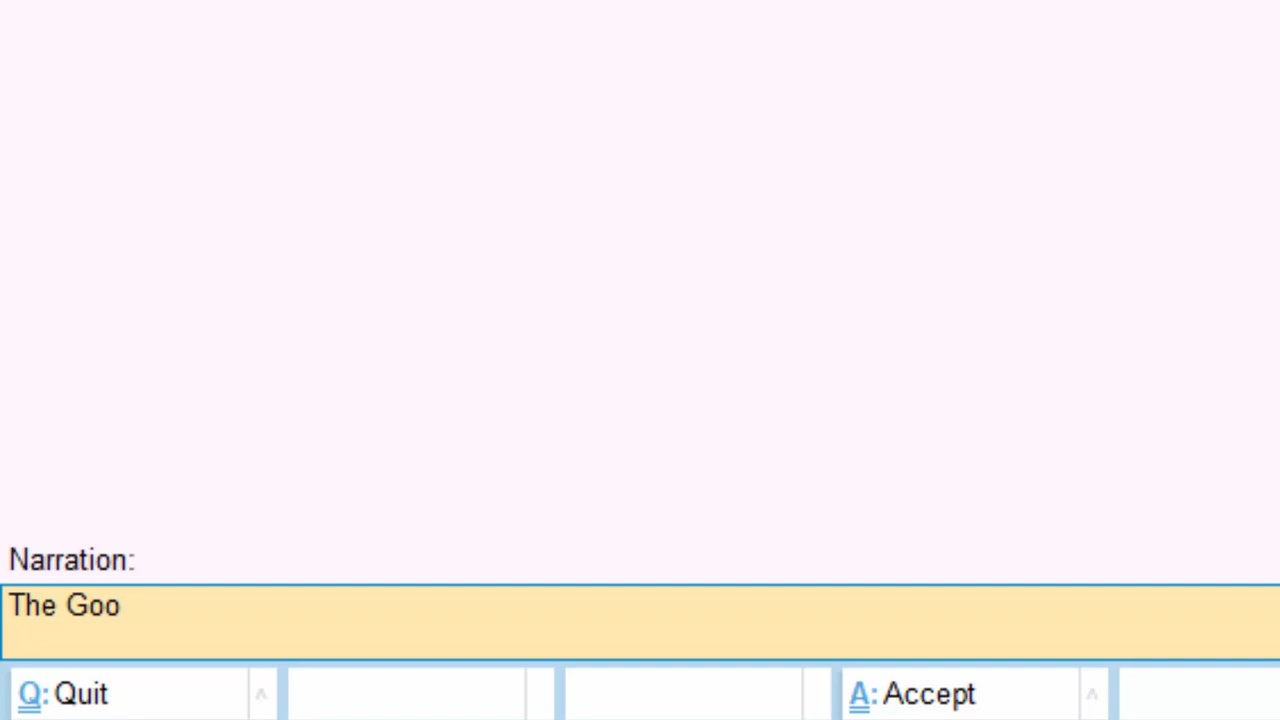 Narration:
The Goo
Q: Quit ^ A: Accept ^